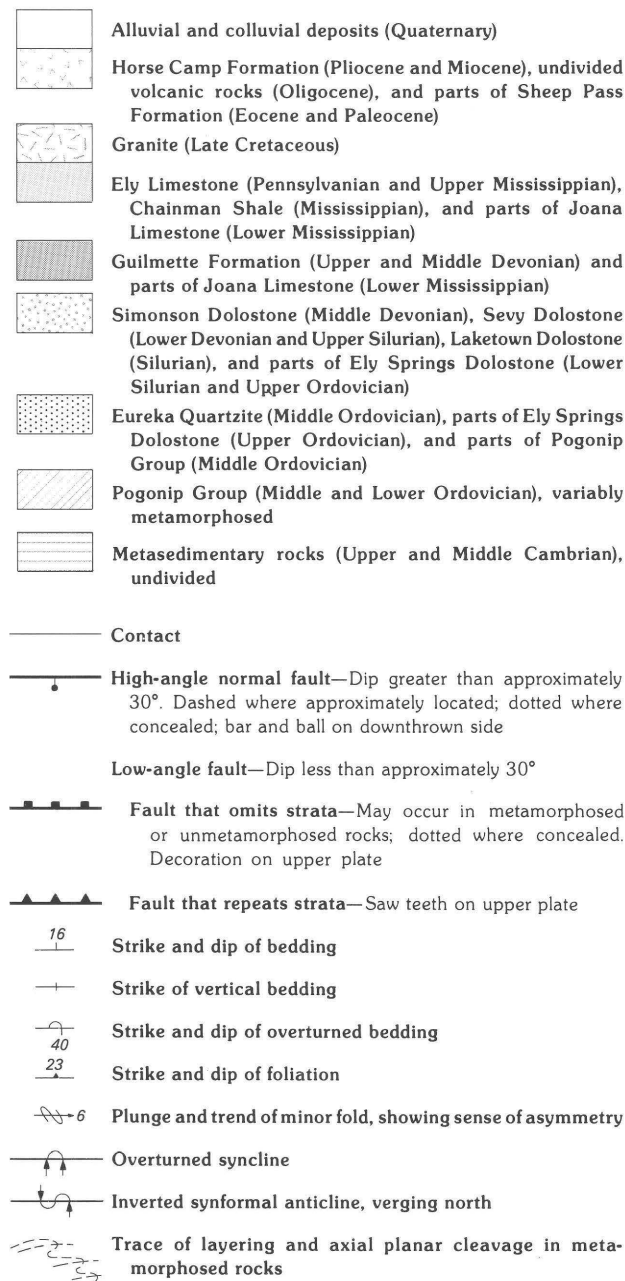 Alluvial and colluvial deposits (Quaternary)
Horse Camp Formation (Pliocene and Miocene), undivided
volcanic rocks (Oligocene), and parts of Sheep Pass
Formation (Eocene and Paleocene)
Granite (Late Cretaceous)
Ely Limestone (Pennsylvanian and Upper Mississippian),
Chainman Shale (Mississippian), and parts of Joana
Limestone (Lower Mississippian)
Guilmette Formation (Upper and Middle Devonian) and
parts of Joana Limestone (Lower Mississippian)
Simonson Dolostone (Middle Devonian), Sevy Dolostone
(Lower Devonian and Upper Silurian), Laketown Dolostone
(Silurian), and parts of Ely Springs Dolostone (Lower
Silurian and Upper Ordovician)
Eureka Quartzite (Middle Ordovician), parts of Ely Springs
Dolostone (Upper Ordovician), and parts of Pogonip
Group (Middle Ordovician)
Pogonip Group (Middle and Lower Ordovician), variably
metamorphosed
Metasedimentary rocks (Upper and Middle Cambrian),
undivided
Contact
High-angle normal fault—Dip greater than approximately
30°. Dashed where approximately located; dotted where
concealed; bar and ball on downthrown side
Low-angle fault—Dip less than approximately 30°
Fault that omits strata—May occur in metamorphosed
or unmetamorphosed rocks; dotted where concealed.
Decoration on upper plate
Fault that repeats strata—Saw teeth on upper plate
16
Strike and dip of bedding
Strike of vertical bedding
Strike and dip of overturned bedding
40
23
Strike and dip of foliation
6 Plunge and trend of minor fold, showing sense of asymmetry
Overturned syncline
Inverted synformal anticline, verging north
Trace of layering and axial planar cleavage in meta-
morphosed rocks